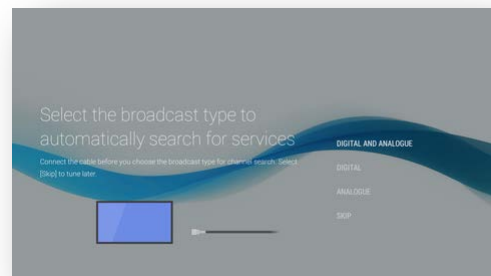 Select the broadcast type to
automatically search for services
Connect the cable before you choose the broadcast type for channel search. Select
[Skip] to tune later.
DIGITAL AND ANALOGUE
DIGITAL
ANALOGUE
SKIP